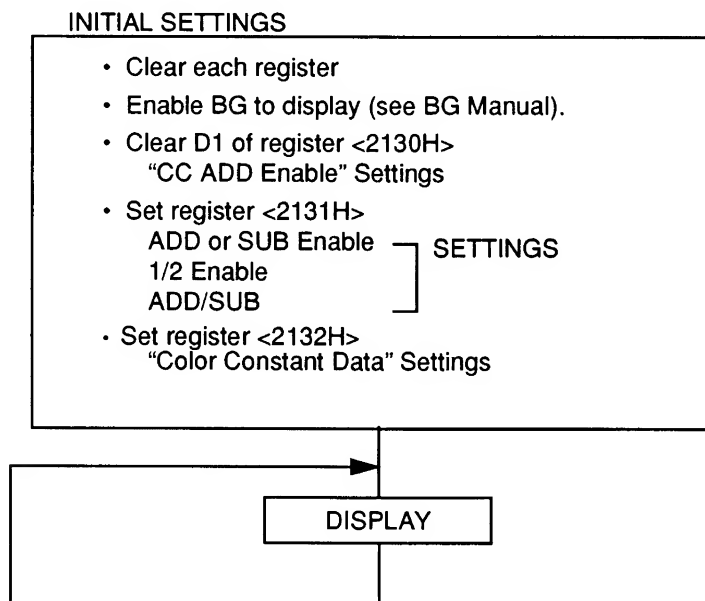 INITIAL SETTINGS
• Clear each register
• Enable BG to display (see BG Manual).
• Clear D1 of register <2130H>
"CC ADD Enable" Settings
• Set register <2131H>
ADD or SUB Enable SETTINGS
1/2 Enable
ADD/SUB
• Set register <2132H>
"Color Constant Data" Settings
DISPLAY